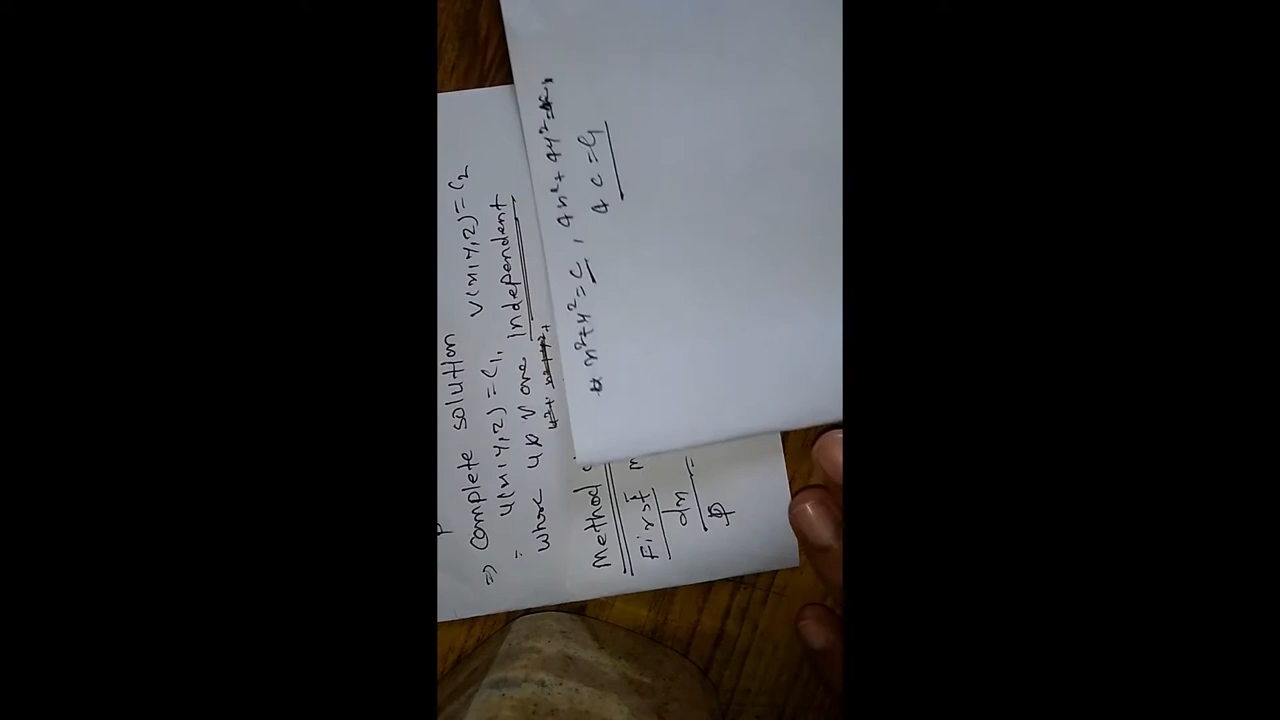 => Complete solution
= u(x,y,z) = C1, v(x,y,z) = C2
where u & v are independent
Method
First m
dx =
p
x²+y² = c, 4x²+4y²
4c = C1